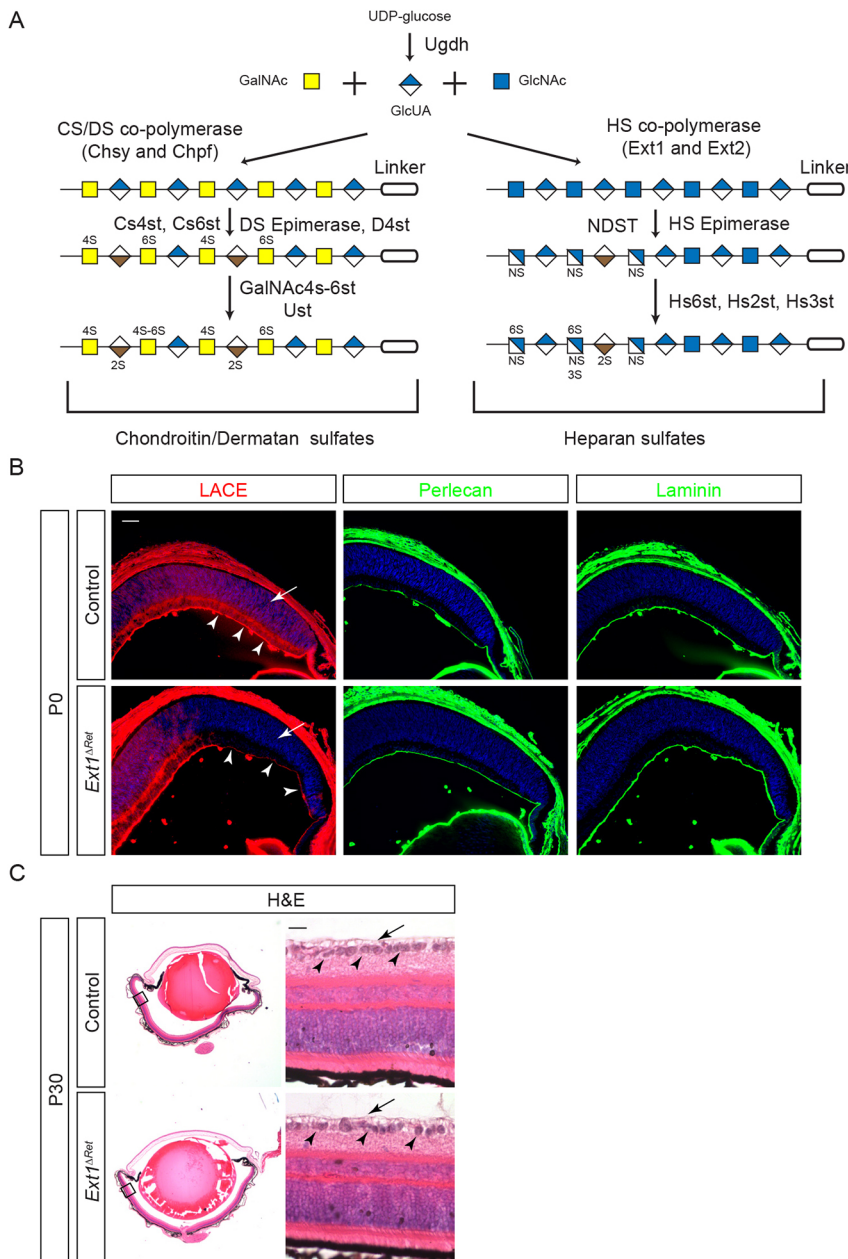 A
UDP-glucose
Ugdh
GalNAc
GlcNAc
GlcUA
CS/DS co-polymerase
(Chsy and Chpf)
Linker
Cs4st, Cs6st
DS Epimerase, D4st
4S 6S 4S 6S
GalNAc4s-6st
Ust
4S 4S-6S 4S 6S
2S 2S
Chondroitin/Dermatan sulfates
HS co-polymerase
(Ext1 and Ext2)
Linker
NDST
HS Epimerase
NS NS NS
Hs6st, Hs2st, Hs3st
6S 6S
NS NS 2S NS
3S
Heparan sulfates
B
LACE
Perlecan
Laminin
P0
Control
Ext1ΔRet
C
H&E
P30
Control
Ext1ΔRet